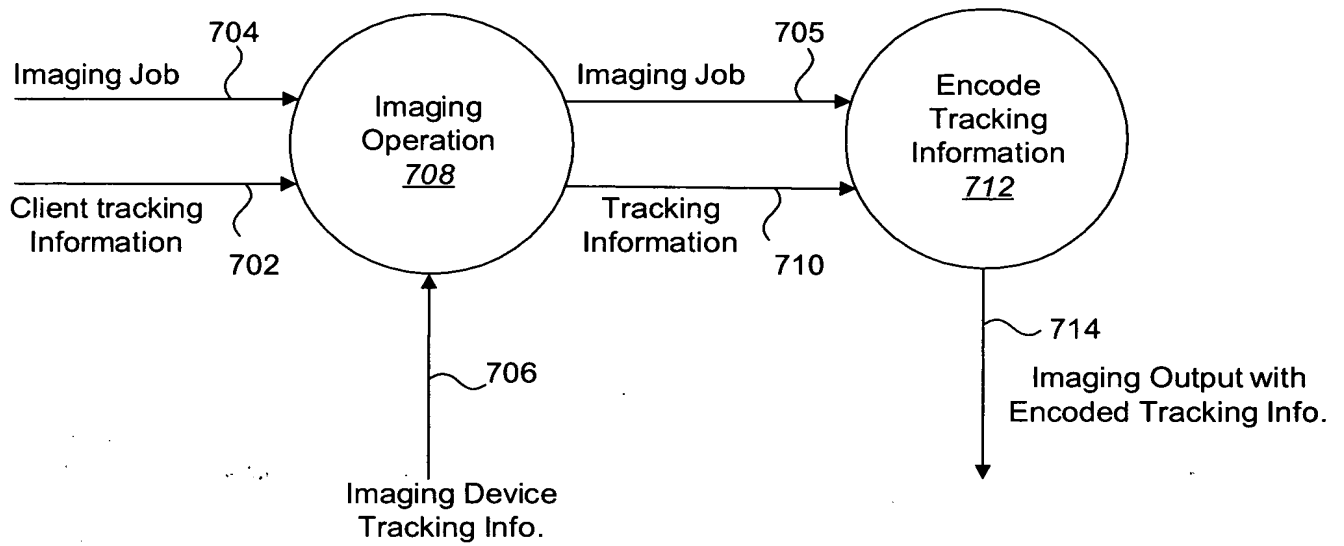 704
705
Imaging Job
Imaging Job
Imaging
Operation
708
Encode
Tracking
Information
712
Client tracking
Information
702
Tracking
Information
710
714
706
Imaging Output with
Encoded Tracking Info.
Imaging Device
Tracking Info.